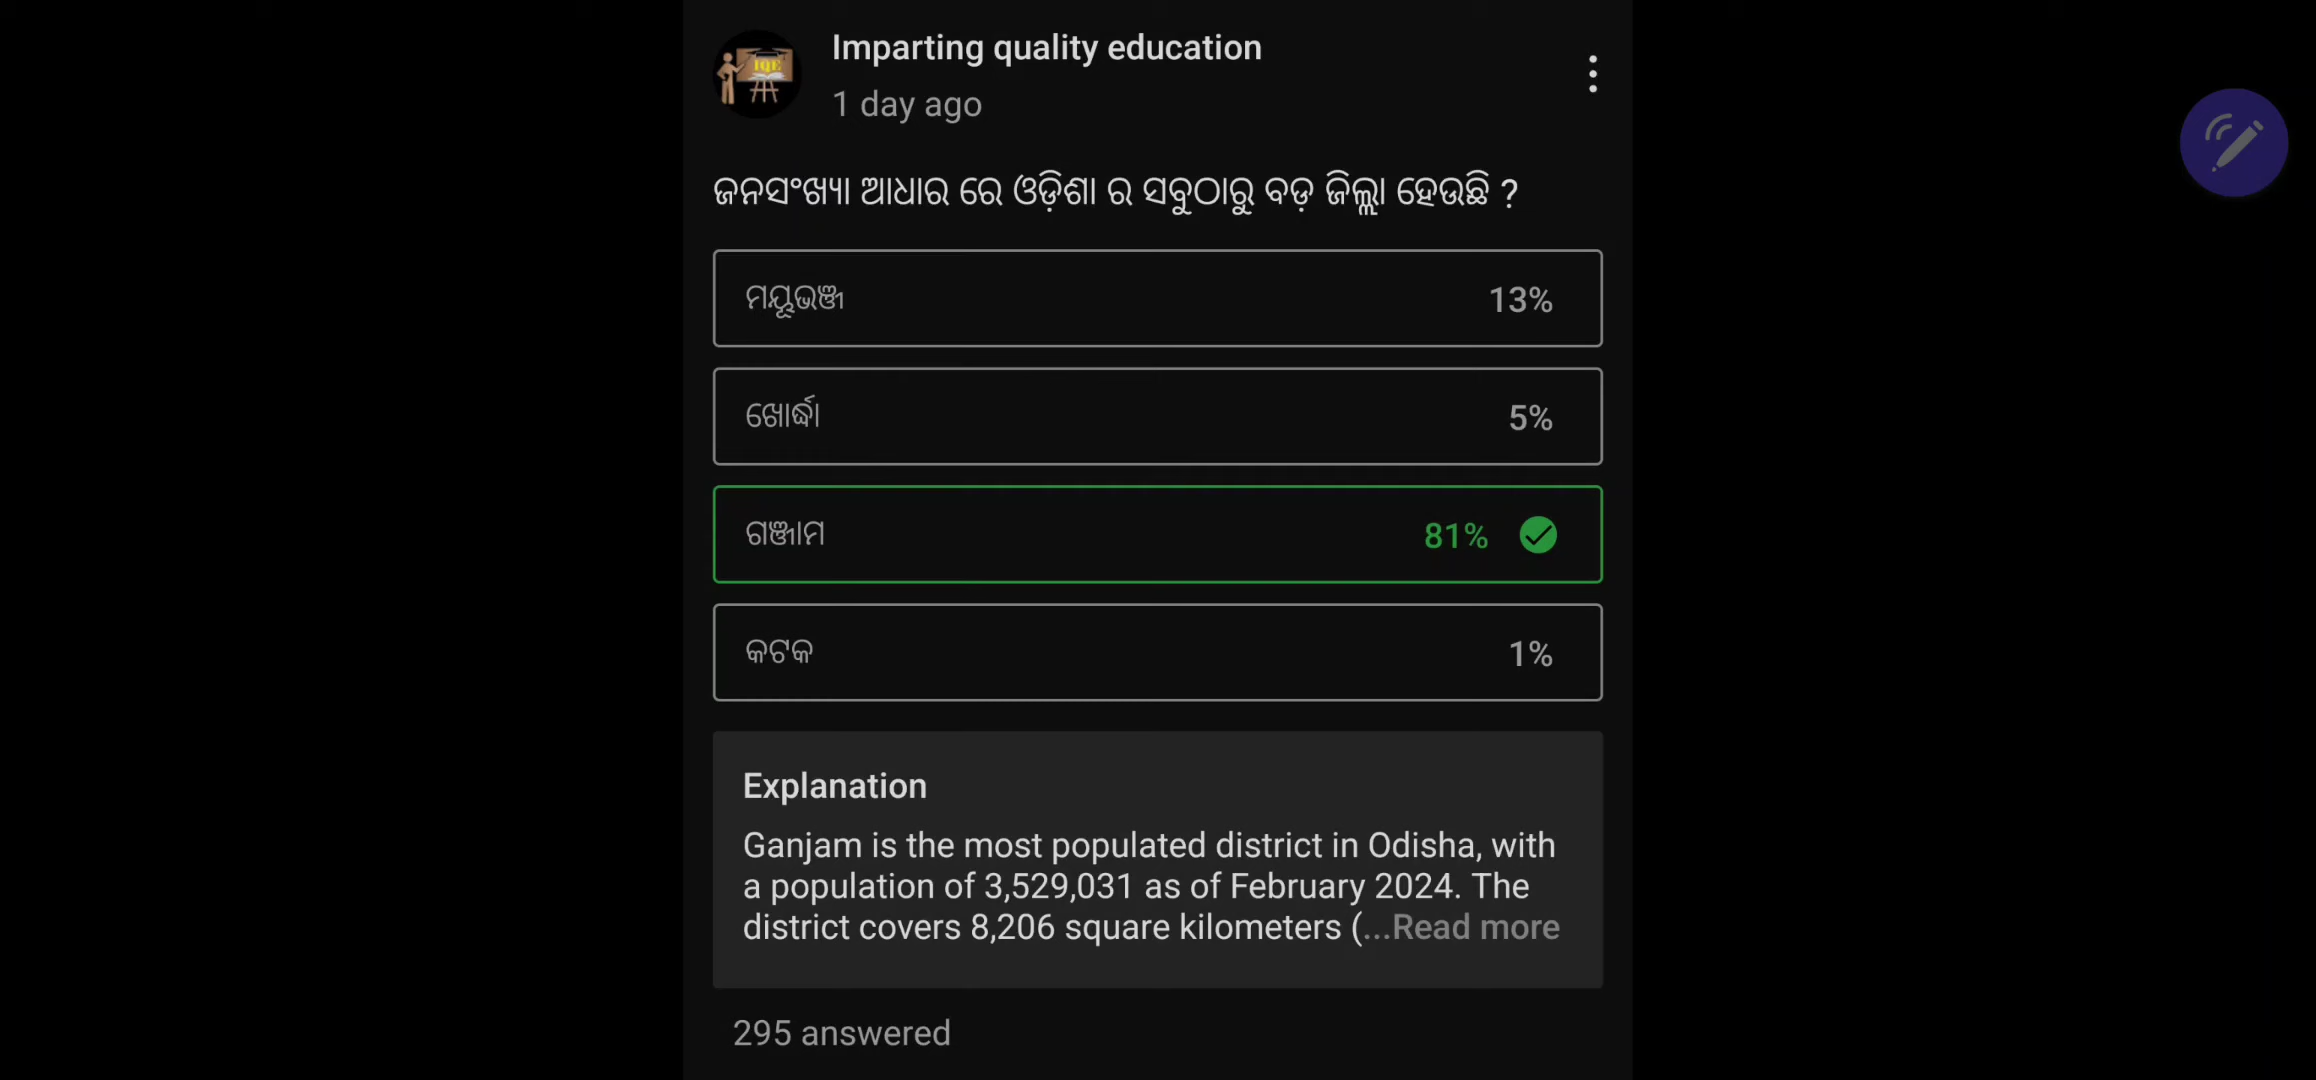 Imparting quality education
1 day ago
IQE
ଜନସଂଖ୍ୟା ଆଧାର ରେ ଓଡ଼ିଶା ର ସବୁଠାରୁ ବଡ଼ ଜିଲ୍ଲା ହେଉଛି ?
ମୟୂଭଞ୍ଜ 13%
ଖୋର୍ଦ୍ଧା 5%
ଗଞ୍ଜାମ 81%
କଟକ 1%
Explanation
Ganjam is the most populated district in Odisha, with
a population of 3,529,031 as of February 2024. The
district covers 8,206 square kilometers (...Read more
295 answered